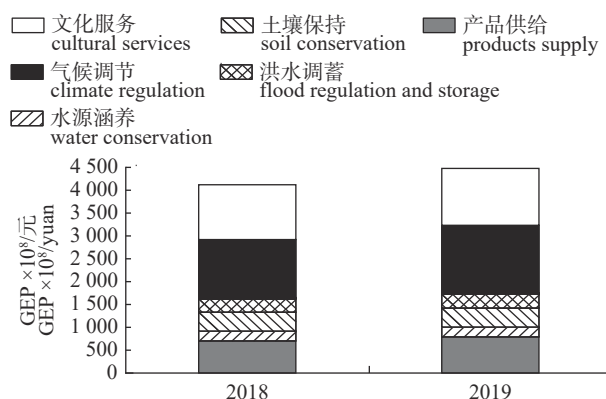 文化服务 土壤保持 产品供给
cultural services soil conservation products supply
气候调节 洪水调蓄
climate regulation flood regulation and storage
水源涵养
water conservation
4 500
4 000
3 500
3 000
2 500
2 000
1 500
1 000
500
0
GEP ×10⁸/元
GEP ×10⁸/yuan
2018 2019